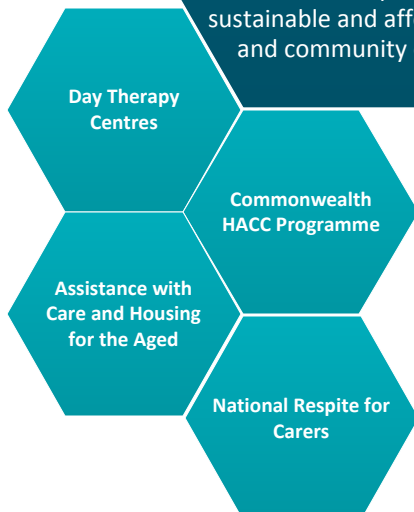 sustainable and aff
and community
Day Therapy
Centres
Commonwealth
HACC Programme
Assistance with
Care and Housing
for the Aged
National Respite for
Carers